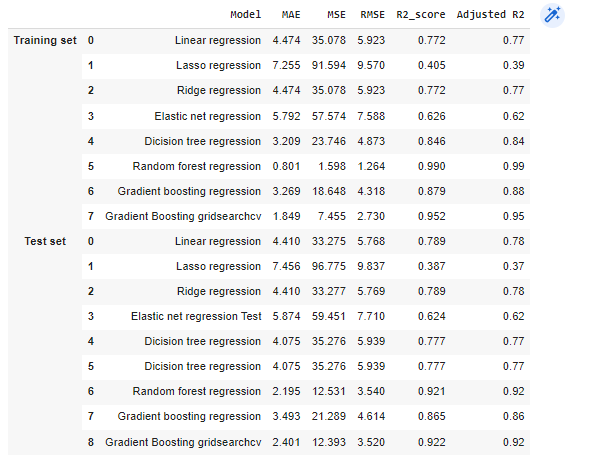 Model MAE MSE RMSE R2_score Adjusted R2
Training set 0 Linear regression 4.474 35.078 5.923 0.772 0.77
1 Lasso regression 7.255 91.594 9.570 0.405 0.39
2 Ridge regression 4.474 35.078 5.923 0.772 0.77
3 Elastic net regression 5.792 57.574 7.588 0.626 0.62
4 Dicision tree regression 3.209 23.746 4.873 0.846 0.84
5 Random forest regression 0.801 1.598 1.264 0.990 0.99
6 Gradient boosting regression 3.269 18.648 4.318 0.879 0.88
7 Gradient Boosting gridsearchcv 1.849 7.455 2.730 0.952 0.95
Test set 0 Linear regression 4.410 33.275 5.768 0.789 0.78
1 Lasso regression 7.456 96.775 9.837 0.387 0.37
2 Ridge regression 4.410 33.277 5.769 0.789 0.78
3 Elastic net regression Test 5.874 59.451 7.710 0.624 0.62
4 Dicision tree regression 4.075 35.276 5.939 0.777 0.77
5 Dicision tree regression 4.075 35.276 5.939 0.777 0.77
6 Random forest regression 2.195 12.531 3.540 0.921 0.92
7 Gradient boosting regression 3.493 21.289 4.614 0.865 0.86
8 Gradient Boosting gridsearchcv 2.401 12.393 3.520 0.922 0.92